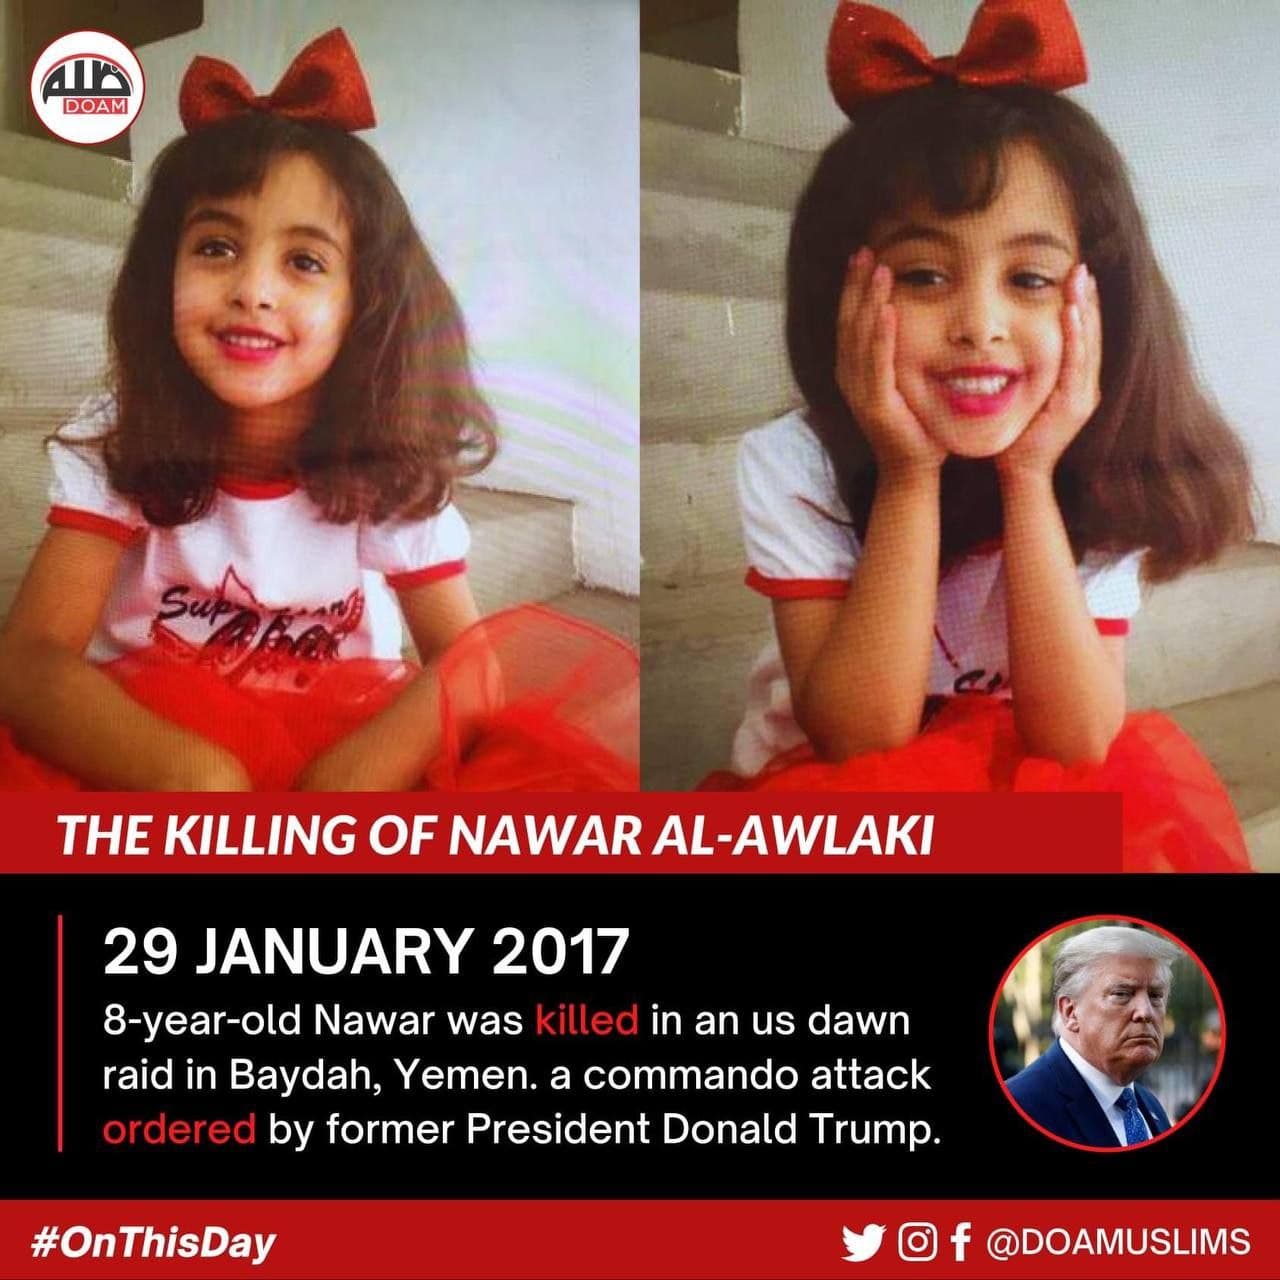 ظلم
DOAM
THE KILLING OF NAWAR AL-AWLAKI
29 JANUARY 2017
8-year-old Nawar was killed in an us dawn
raid in Baydah, Yemen. a commando attack
ordered by former President Donald Trump.
#OnThisDay
@DOAMUSLIMS